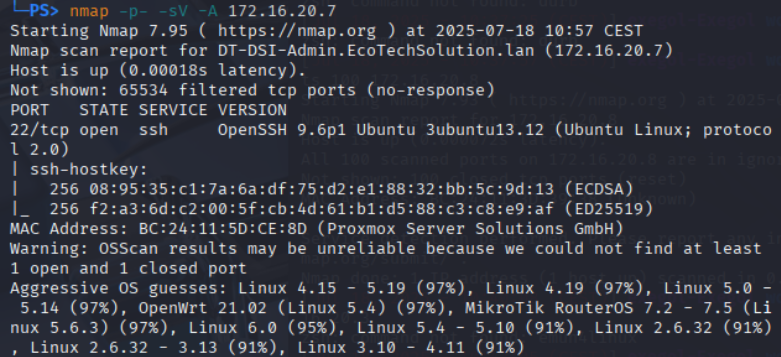 └─PS> nmap -p- -sV -A 172.16.20.7
Starting Nmap 7.95 ( https://nmap.org ) at 2025-07-18 10:57 CEST
Nmap scan report for DT-DSI-Admin.EcoTechSolution.lan (172.16.20.7)
Host is up (0.00018s latency).
Not shown: 65534 filtered tcp ports (no-response)
PORT   STATE SERVICE VERSION
22/tcp open  ssh     OpenSSH 9.6p1 Ubuntu 3ubuntu13.12 (Ubuntu Linux; protoco
l 2.0)
| ssh-hostkey:
|   256 08:95:35:c1:7a:6a:df:75:d2:e1:88:32:bb:5c:9d:13 (ECDSA)
|_  256 f2:a3:6d:c2:00:5f:cb:4d:61:b1:d5:88:c3:c8:e9:af (ED25519)
MAC Address: BC:24:11:5D:CE:8D (Proxmox Server Solutions GmbH)
Warning: OSScan results may be unreliable because we could not find at least
1 open and 1 closed port
Aggressive OS guesses: Linux 4.15 - 5.19 (97%), Linux 4.19 (97%), Linux 5.0 -
 5.14 (97%), OpenWrt 21.02 (Linux 5.4) (97%), MikroTik RouterOS 7.2 - 7.5 (Li
nux 5.6.3) (97%), Linux 6.0 (95%), Linux 5.4 - 5.10 (91%), Linux 2.6.32 (91%)
, Linux 2.6.32 - 3.13 (91%), Linux 3.10 - 4.11 (91%)